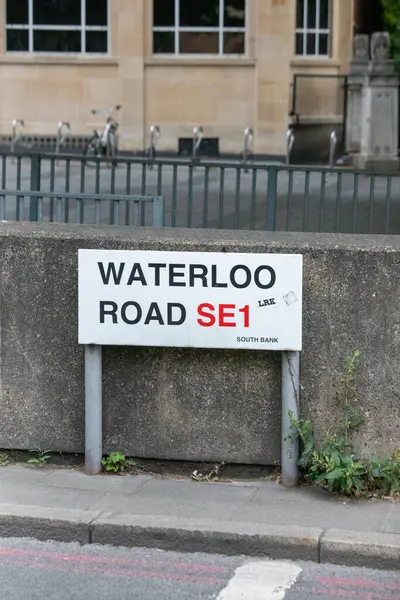 WATERLOO
ROAD SE1
LRK
SOUTH BANK